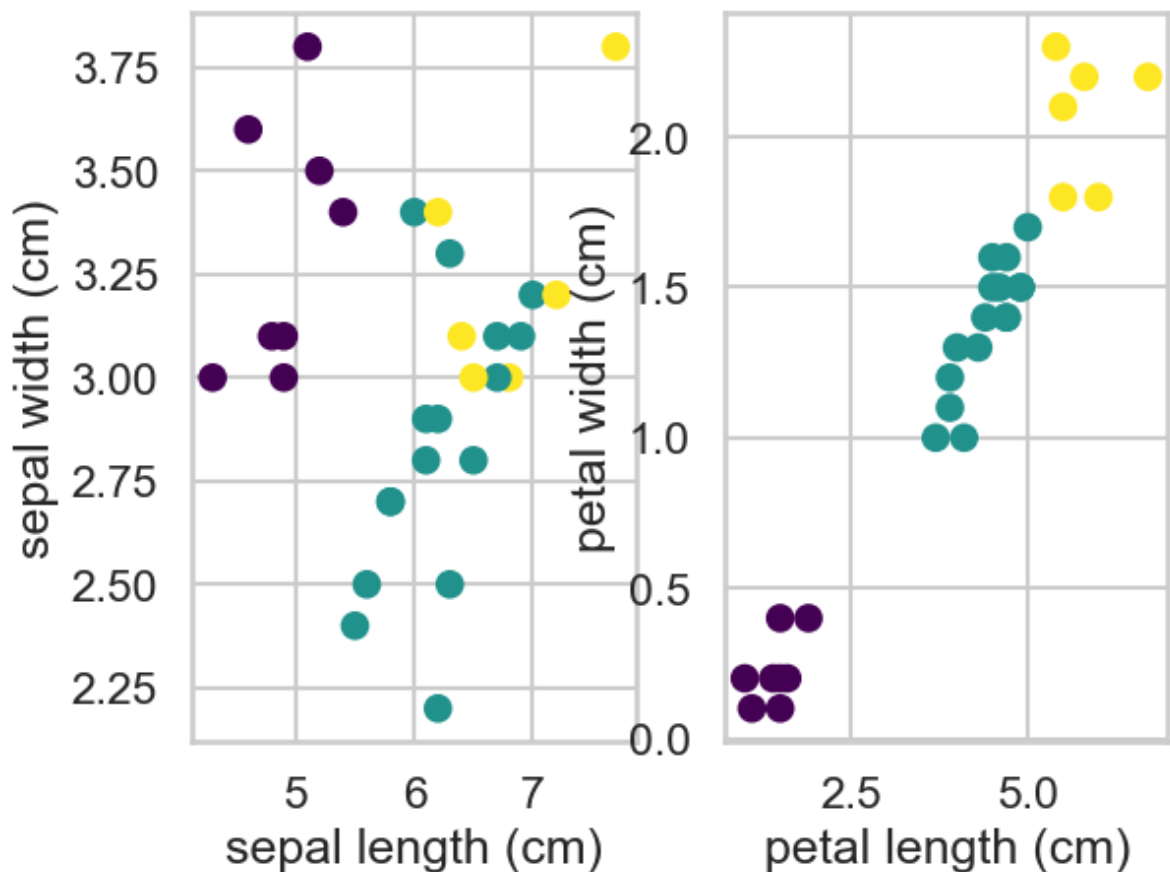 sepal width (cm)
3.75
3.50
3.25
3.00
2.75
2.50
2.25
5 6 7
sepal length (cm)
petal width (cm)
2.0
1.5
1.0
0.5
0.0
2.5 5.0
petal length (cm)